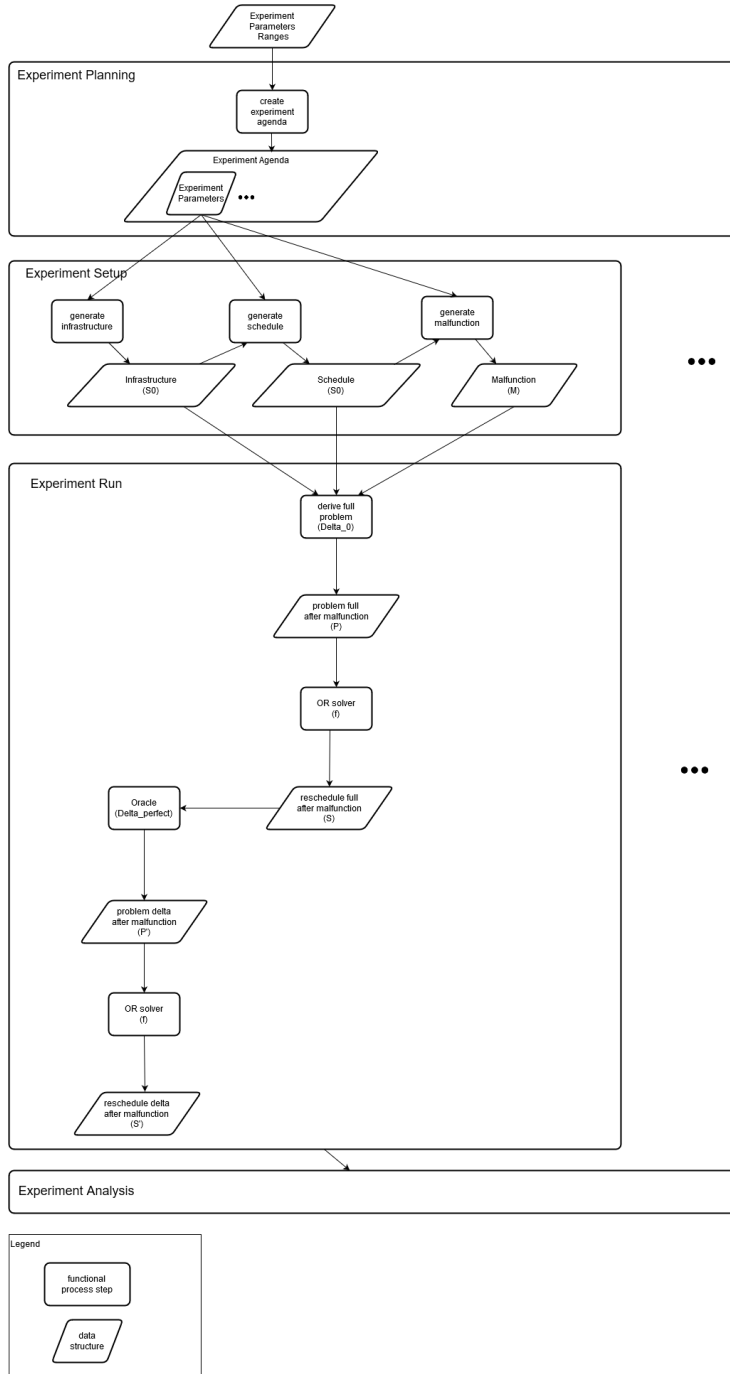 Experiment
Parameters
Ranges
Experiment Planning
create
experiment
agenda
Experiment Agenda
Experiment
Parameters
•••
Experiment Setup
generate
infrastructure
generate
schedule
generate
malfunction
Infrastructure
(S0)
Schedule
(S0)
Malfunction
(M)
•••
Experiment Run
derive full
problem
(Delta_0)
problem full
after malfunction
(P)
OR solver
(f)
•••
Oracle
(Delta_perfect)
reschedule full
after malfunction
(S)
problem delta
after malfunction
(P')
OR solver
(f)
reschedule delta
after malfunction
(S')
Experiment Analysis
Legend
functional
process step
data
structure